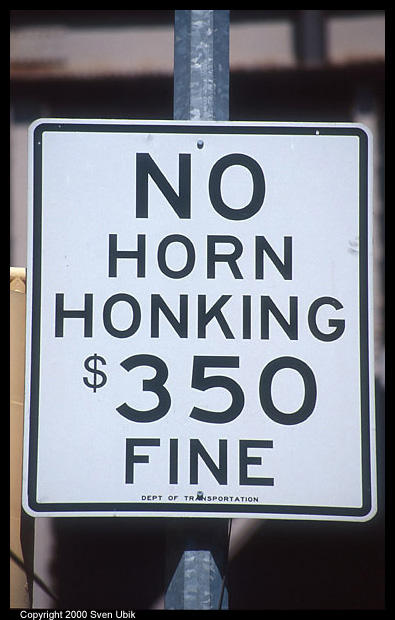 NO
HORN
HONKING
$350
FINE
DEPT OF TRANSPORTATION
Copyright 2000 Sven Ubik